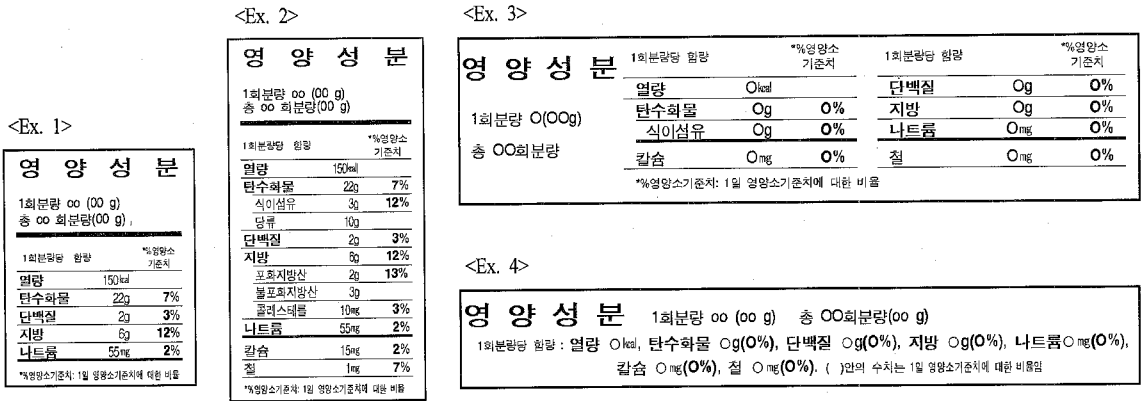 <Ex. 1>
영 양 성 분
1회분량 oo (00 g)
총 oo 회분량(00 g)
1회분량당 함량 *%영양소 기준치
열량 150kcal
탄수화물 22g 7%
단백질 2g 3%
지방 6g 12%
나트륨 55mg 2%
*%영양소기준치: 1일 영양소기준치에 대한 비율
<Ex. 2>
영 양 성 분
1회분량 oo (00 g)
총 oo 회분량(00 g)
1회분량당 함량 *%영양소 기준치
열량 150kcal
탄수화물 22g 7%
식이섬유 3g 12%
당류 10g
단백질 2g 3%
지방 6g 12%
포화지방산 2g 13%
불포화지방산 3g
콜레스테롤 10mg 3%
나트륨 55mg 2%
칼슘 15mg 2%
철 1mg 7%
*%영양소기준치: 1일 영양소기준치에 대한 비율
<Ex. 3>
영 양 성 분
1회분량 O(OOg)
총 OO회분량
1회분량당 함량 *%영양소 기준치
열량 Okcal
탄수화물 Og 0%
식이섬유 Og 0%
칼슘 Omg 0%
1회분량당 함량 *%영양소 기준치
단백질 Og 0%
지방 Og 0%
나트륨 Omg 0%
철 Omg 0%
*%영양소기준치: 1일 영양소기준치에 대한 비율
<Ex. 4>
영 양 성 분 1회분량 oo (oo g) 총 OO회분량(oo g)
1회분량당 함량 : 열량 Okcal, 탄수화물 Og(0%), 단백질 Og(0%), 지방 Og(0%), 나트륨Omg(0%),
칼슘 Omg(0%), 철 Omg(0%). ( )안의 수치는 1일 영양소기준치에 대한 비율임